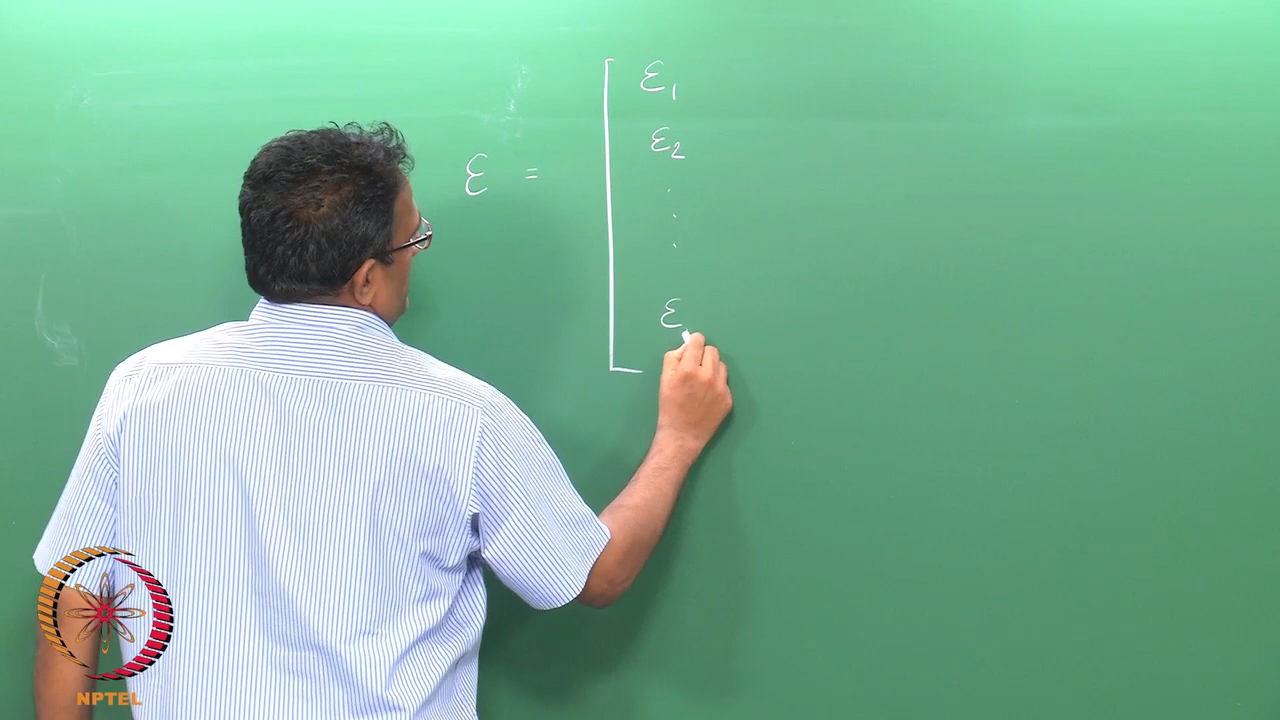 ε = [ ε₁
ε₂
.
.
.
ε
NPTEL